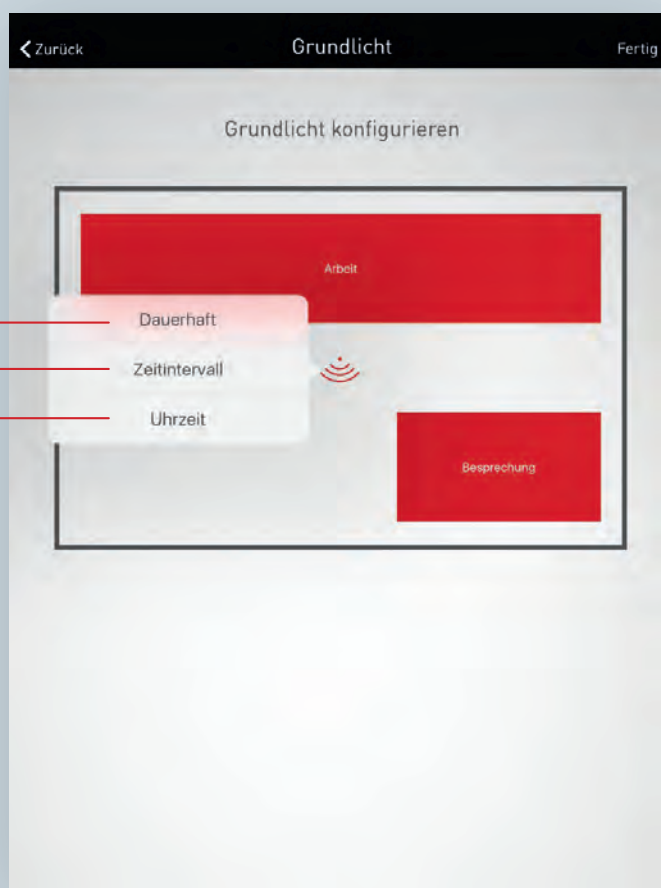 Zurück
Grundlicht
Fertig
Grundlicht konfigurieren
Arbeit
Dauerhaft
Zeitintervall
Uhrzeit
Besprechung